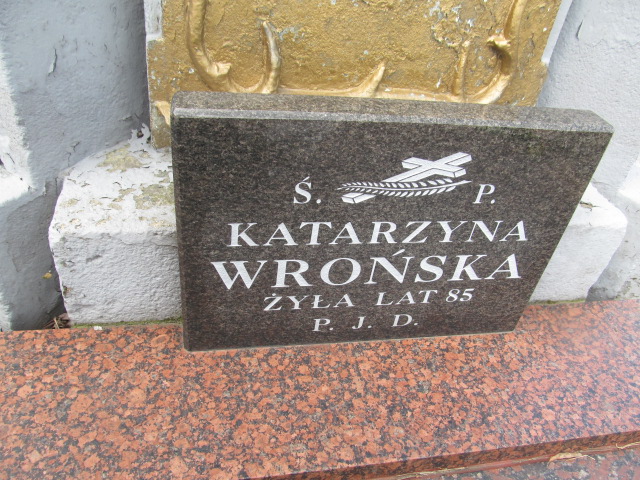 Ś. P.
KATARZYNA
WROŃSKA
ŻYŁA LAT 85
P. J. D.